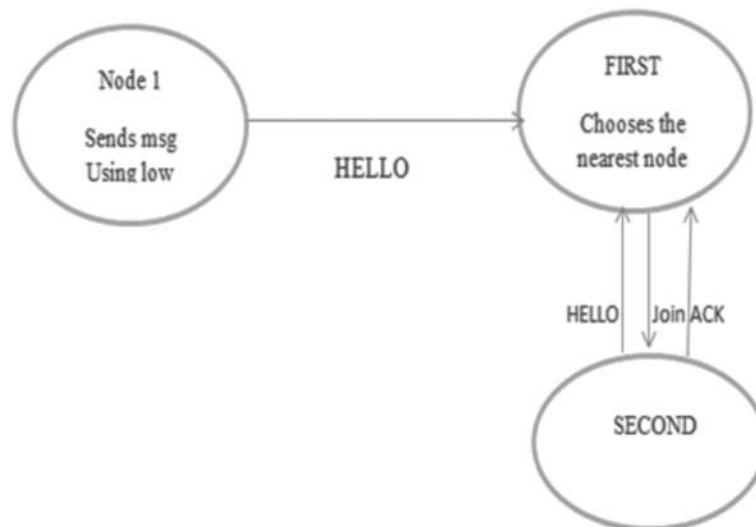 Node 1
Sends msg
Using low
HELLO
FIRST
Chooses the
nearest node
HELLO
Join
ACK
SECOND